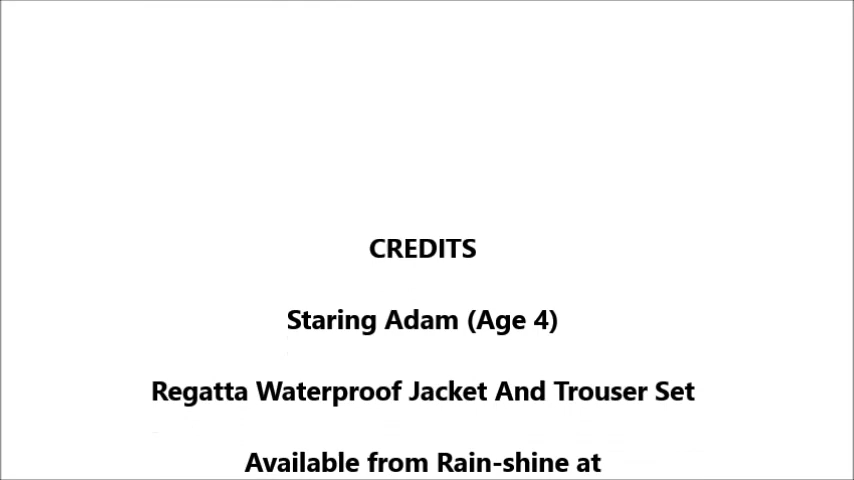 CREDITS
Staring Adam (Age 4)
Regatta Waterproof Jacket And Trouser Set
Available from Rain-shine at